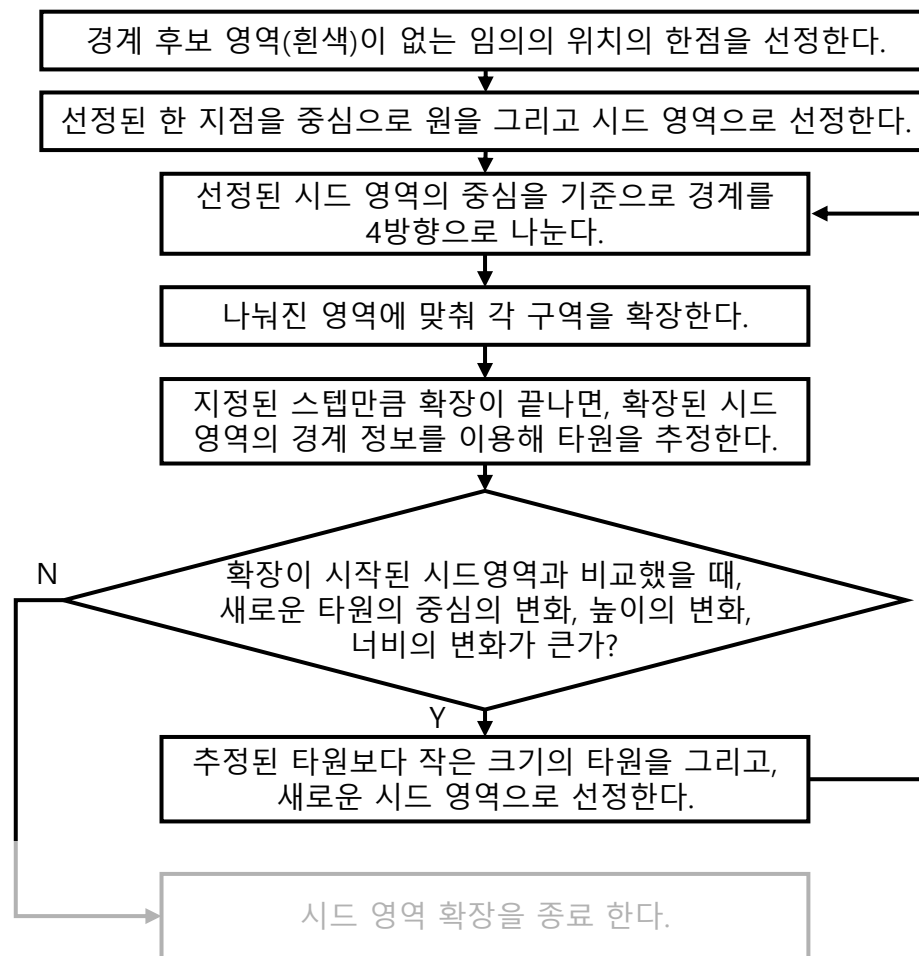 경계 후보 영역(흰색)이 없는 임의의 위치의 한점을 선정한다.
선정된 한 지점을 중심으로 원을 그리고 시드 영역으로 선정한다.
선정된 시드 영역의 중심을 기준으로 경계를
4방향으로 나눈다.
나눠진 영역에 맞춰 각 구역을 확장한다.
지정된 스텝만큼 확장이 끝나면, 확장된 시드
영역의 경계 정보를 이용해 타원을 추정한다.
N
확장이 시작된 시드영역과 비교했을 때,
새로운 타원의 중심의 변화, 높이의 변화,
너비의 변화가 큰가?
Y
추정된 타원보다 작은 크기의 타원을 그리고,
새로운 시드 영역으로 선정한다.
시드 영역 확장을 종료 한다.